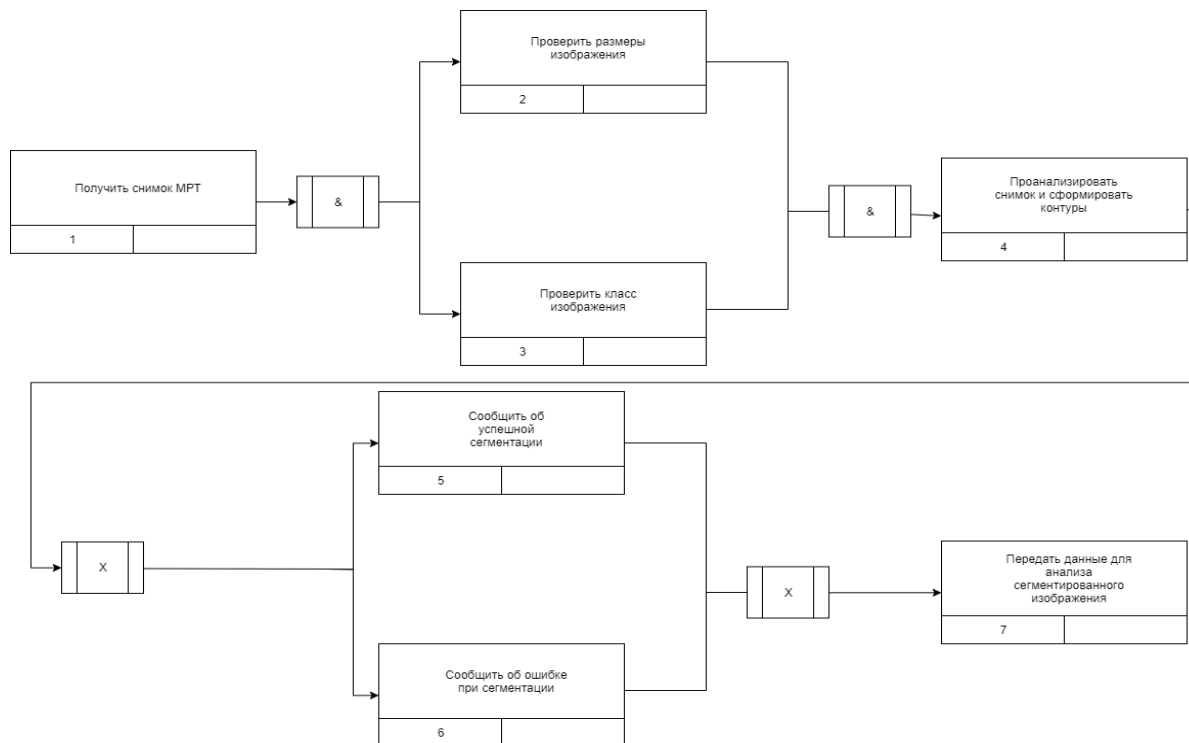 Проверить размеры
изображения
2
Получить снимок МРТ
1
&
Проверить класс
изображения
3
&
Проанализировать
снимок и сформировать
контуры
4
X
Сообщить об
успешной
сегментации
5
Сообщить об ошибке
при сегментации
6
X
Передать данные для
анализа
сегментированного
изображения
7